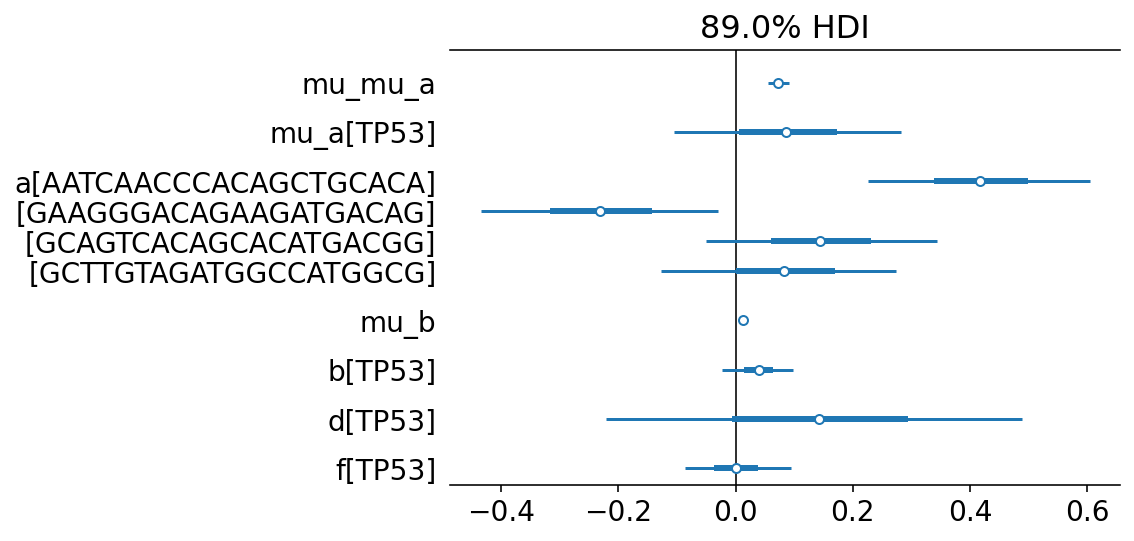 89.0% HDI
mu_mu_a
mu_a[TP53]
a[AATCAACCCACAGCTGCACA]
[GAAGGGACAGAAGATGACAG]
[GCAGTCACAGCACATGACGG]
[GCTTGTAGATGGCCATGGCG]
mu_b
b[TP53]
d[TP53]
f[TP53]
−0.4 −0.2 0.0 0.2 0.4 0.6